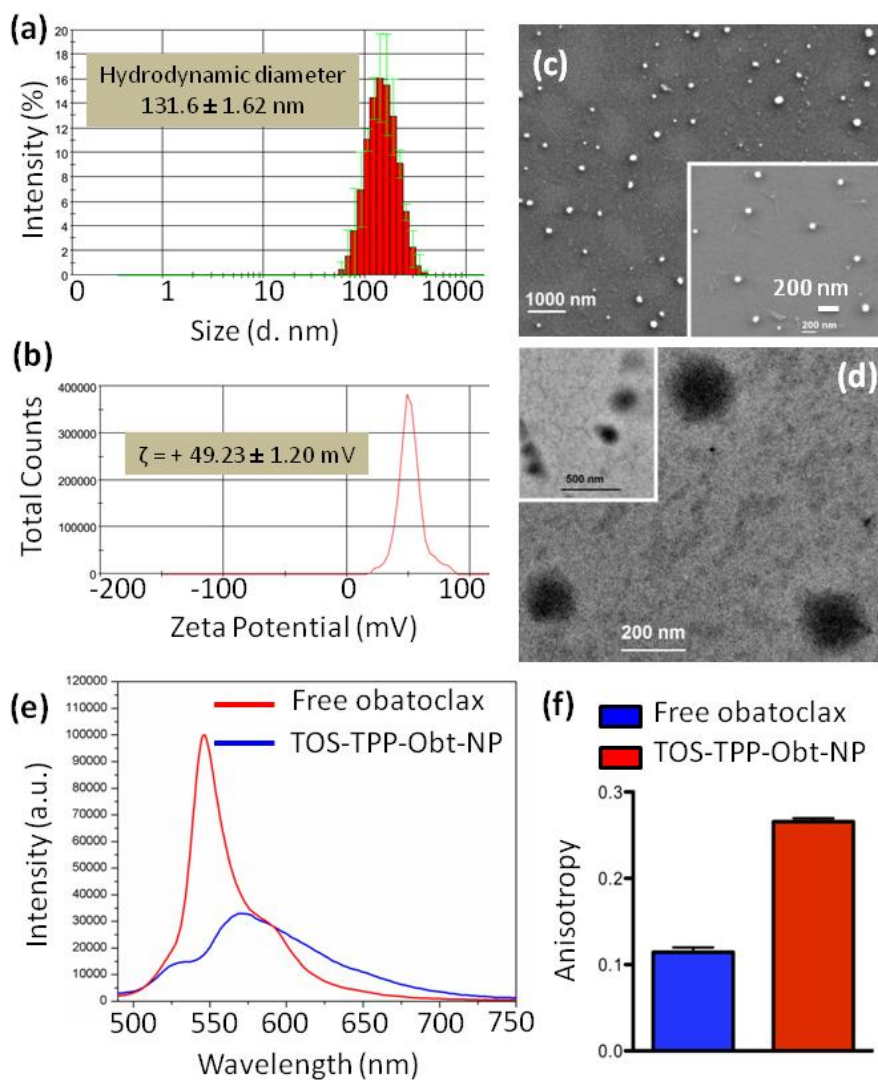 (a)
20
18
16
14
12
10
8
6
4
2
0
Intensity (%)
Hydrodynamic diameter
131.6 ± 1.62 nm
0 1 10 100 1000
Size (d. nm)
(b)
400000
300000
200000
100000
0
Total Counts
ζ = + 49.23 ± 1.20 mV
-200 -100 0 100
Zeta Potential (mV)
(c)
1000 nm
200 nm
200 nm
(d)
500 nm
200 nm
(e)
120000
110000
100000
90000
80000
70000
60000
50000
40000
30000
20000
10000
0
Intensity (a.u.)
Free obatoclax
TOS-TPP-Obt-NP
500 550 600 650 700 750
Wavelength (nm)
(f)
Free obatoclax
TOS-TPP-Obt-NP
0.3
0.2
0.1
0.0
Anisotropy